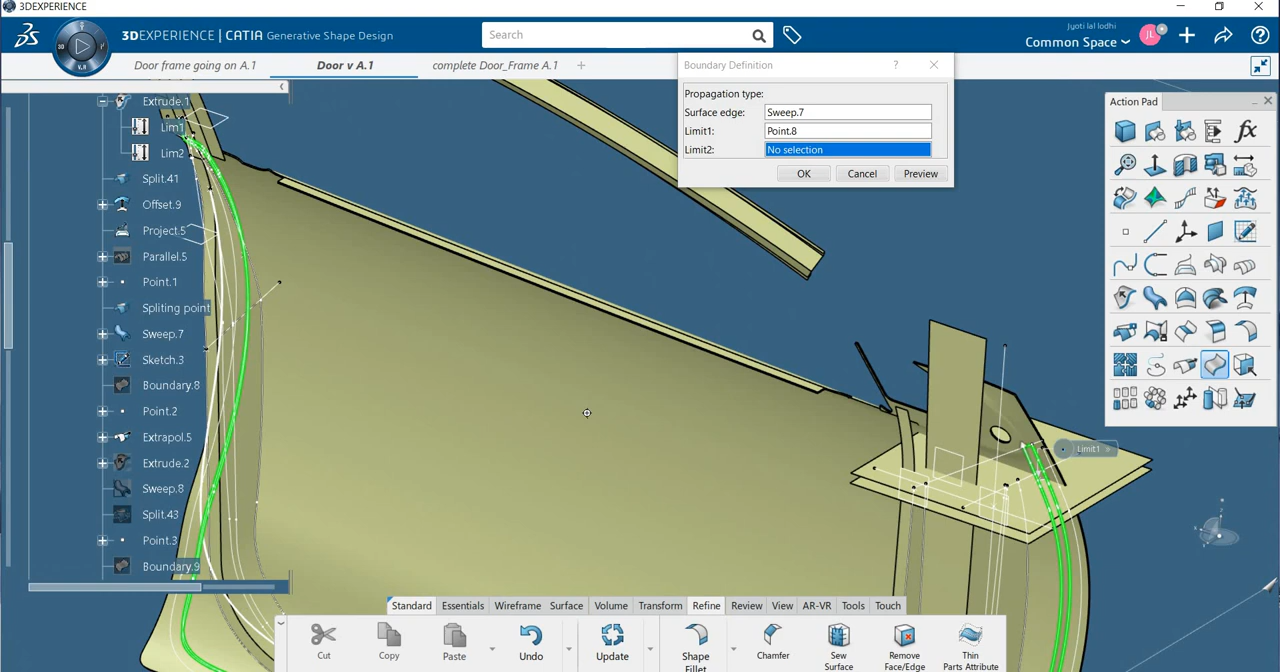 3DEXPERIENCE
3DEXPERIENCE | CATIA Generative Shape Design
Search
Jyoti lal lodhi
Common Space
JL
3D
V.R
Door frame going on A.1
Door v A.1
complete Door_Frame A.1
Boundary Definition
?
Propagation type:
Surface edge: Sweep.7
Limit1: Point.8
Limit2: No selection
OK
Cancel
Preview
Action Pad
fx
Extrude.1
Lim1
Lim2
Split.41
Offset.9
Project.5
Parallel.5
Point.1
Spliting point
Sweep.7
Sketch.3
Boundary.8
Point.2
Extrapol.5
Extrude.2
Sweep.8
Split.43
Point.3
Boundary.9
Limit1
Standard Essentials Wireframe Surface Volume Transform Refine Review View AR-VR Tools Touch
Cut
Copy
Paste
Undo
Update
Shape
Fillet
Chamfer
Sew
Surface
Remove
Face/Edge
Thin
Parts Attribute